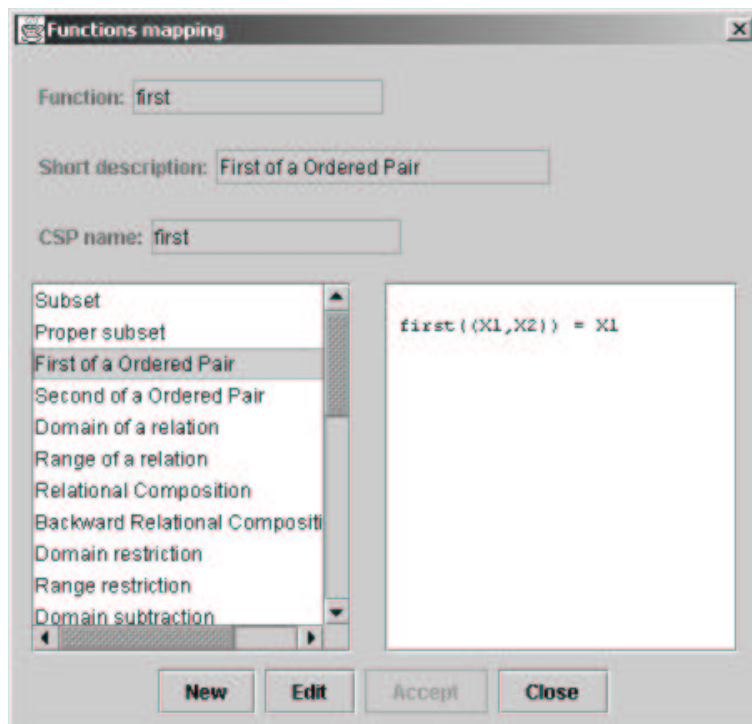 Functions mapping
Function: first
Short description: First of a Ordered Pair
CSP name: first
Subset
Proper subset
First of a Ordered Pair
Second of a Ordered Pair
Domain of a relation
Range of a relation
Relational Composition
Backward Relational Compositi
Domain restriction
Range restriction
Domain subtraction
first((X1,X2)) = X1
New Edit Accept Close